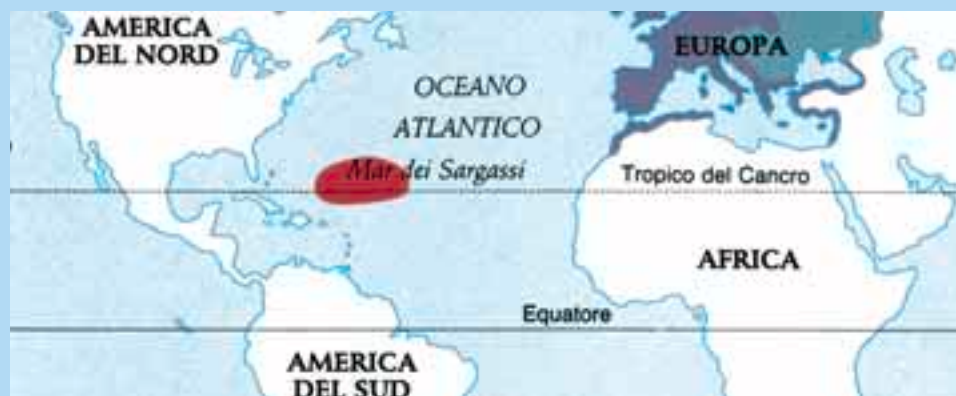 AMERICA
DEL NORD
EUROPA
OCEANO
ATLANTICO
Mar dei Sargassi
Tropico del Cancro
AFRICA
Equatore
AMERICA
DEL SUD